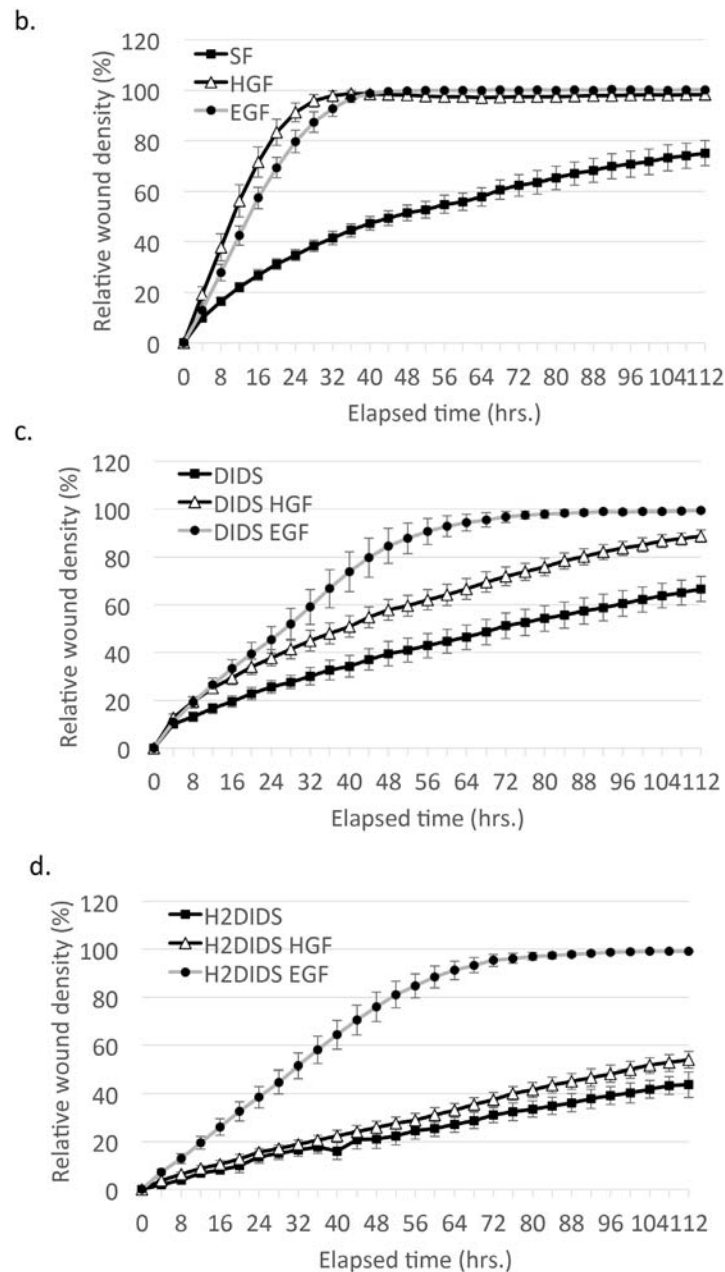 b.
SF
HGF
EGF
Relative wound density (%)
120
100
80
60
40
20
0
0 8 16 24 32 40 48 56 64 72 80 88 96 104112
Elapsed time (hrs.)
c.
DIDS
DIDS HGF
DIDS EGF
Relative wound density (%)
120
100
80
60
40
20
0
0 8 16 24 32 40 48 56 64 72 80 88 96 104112
Elapsed time (hrs.)
d.
H2DIDS
H2DIDS HGF
H2DIDS EGF
Relative wound density (%)
120
100
80
60
40
20
0
0 8 16 24 32 40 48 56 64 72 80 88 96 104112
Elapsed time (hrs.)